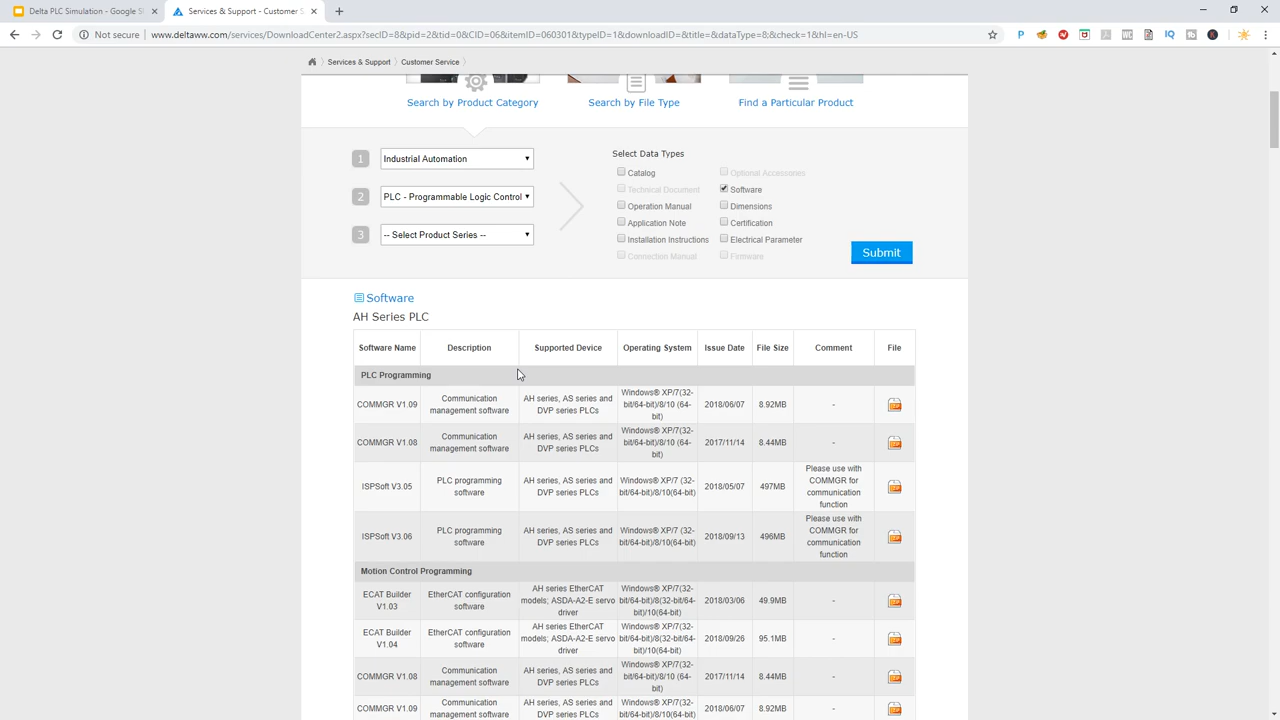 Delta PLC Simulation - Google S
Services & Support - Customer S
Not secure
www.deltaww.com/services/DownloadCenter2.aspx?secID=8&pid=2&tid=0&CID=06&itemID=060301&typeID=1&downloadID=&title=&dataType=8;&check=1&hl=en-US
Services & Support
Customer Service
Search by Product Category
Search by File Type
Find a Particular Product
1
Industrial Automation
2
PLC - Programmable Logic Control
3
-- Select Product Series --
Select Data Types
Catalog
Optional Accessories
Technical Document
Software
Operation Manual
Dimensions
Application Note
Certification
Installation Instructions
Electrical Parameter
Connection Manual
Firmware
Submit
Software
AH Series PLC
Software Name Description Supported Device Operating System Issue Date File Size Comment File
PLC Programming
COMMGR V1.09
Communication
management software
AH series, AS series and
DVP series PLCs
Windows® XP/7(32-
bit/64-bit)/8/10 (64-
bit)
2018/06/07
8.92MB
-
COMMGR V1.08
Communication
management software
AH series, AS series and
DVP series PLCs
Windows® XP/7(32-
bit/64-bit)/8/10 (64-
bit)
2017/11/14
8.44MB
-
ISPSoft V3.05
PLC programming
software
AH series, AS series and
DVP series PLCs
Windows® XP/7 (32-
bit/64-bit)/8/10(64-bit)
2018/05/07
497MB
Please use with
COMMGR for
communication
function
ISPSoft V3.06
PLC programming
software
AH series, AS series and
DVP series PLCs
Windows® XP/7 (32-
bit/64-bit)/8/10(64-bit)
2018/09/13
496MB
Please use with
COMMGR for
communication
function
Motion Control Programming
ECAT Builder
V1.03
EtherCAT configuration
software
AH series EtherCAT
models; ASDA-A2-E servo
driver
Windows® XP/7(32-
bit/64-bit)/8(32-bit/64-
bit)/10(64-bit)
2018/03/06
49.9MB
-
ECAT Builder
V1.04
EtherCAT configuration
software
AH series EtherCAT
models; ASDA-A2-E servo
driver
Windows® XP/7(32-
bit/64-bit)/8(32-bit/64-
bit)/10(64-bit)
2018/09/26
95.1MB
-
COMMGR V1.08
Communication
management software
AH series, AS series and
DVP series PLCs
Windows® XP/7(32-
bit/64-bit)/8/10 (64-
bit)
2017/11/14
8.44MB
-
COMMGR V1.09
Communication
management software
AH series, AS series and
DVP series PLCs
Windows® XP/7(32-
bit/64-bit)/8/10 (64-
2018/06/07
8.92MB
-